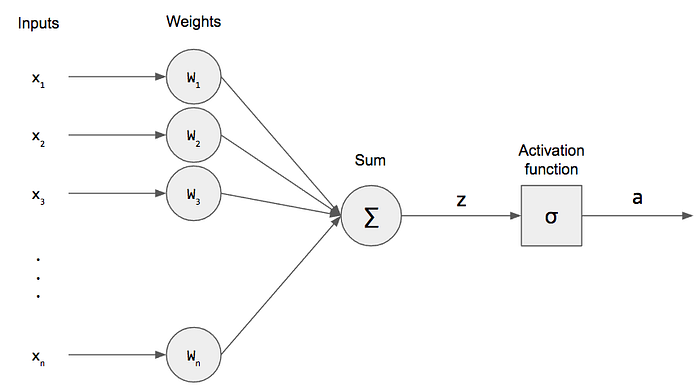 Inputs
Weights
x1
W1
x2
W2
x3
W3
.
.
.
xn
Wn
Sum
Σ
z
Activation
function
σ
a